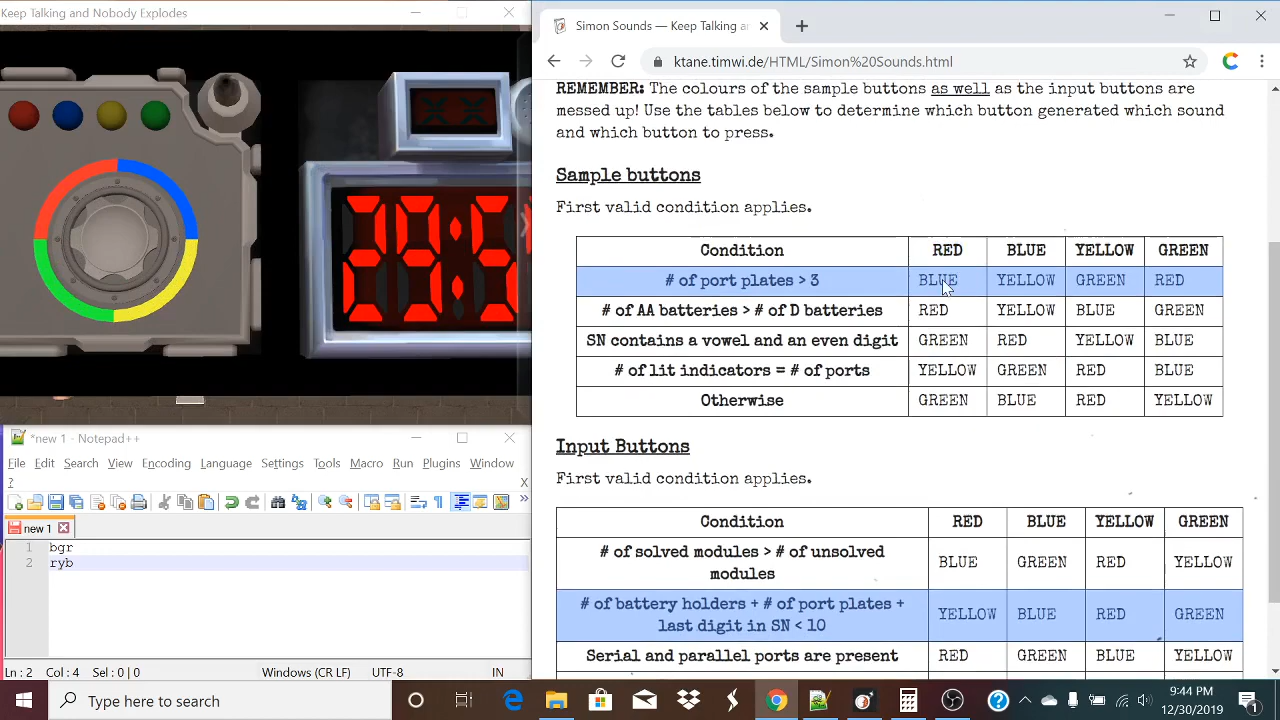 Keep Talking and Nobody Explodes
Simon Sounds — Keep Talking a
ktane.timwi.de/HTML/Simon%20Sounds.html
REMEMBER: The colours of the sample buttons as well as the input buttons are
messed up! Use the tables below to determine which button generated which sound
and which button to press.
Sample buttons
First valid condition applies.
Condition RED BLUE YELLOW GREEN
# of port plates > 3 BLUE YELLOW GREEN RED
# of AA batteries > # of D batteries RED YELLOW BLUE GREEN
SN contains a vowel and an even digit GREEN RED YELLOW BLUE
# of lit indicators = # of ports YELLOW GREEN RED BLUE
Otherwise GREEN BLUE RED YELLOW
Input Buttons
First valid condition applies.
Condition RED BLUE YELLOW GREEN
# of solved modules > # of unsolved
modules BLUE GREEN RED YELLOW
# of battery holders + # of port plates +
last digit in SN < 10 YELLOW BLUE RED GREEN
Serial and parallel ports are present RED GREEN BLUE YELLOW
*new 1 - Notepad++
File Edit Search View Encoding Language Settings Tools Macro Run Plugins Window
? X
new 1
1 bgr
2 ryb
Ln : 2 Col : 4 Sel : 0 | 0 Windows (CR LF) UTF-8 IN
Type here to search
9:44 PM
12/30/2019